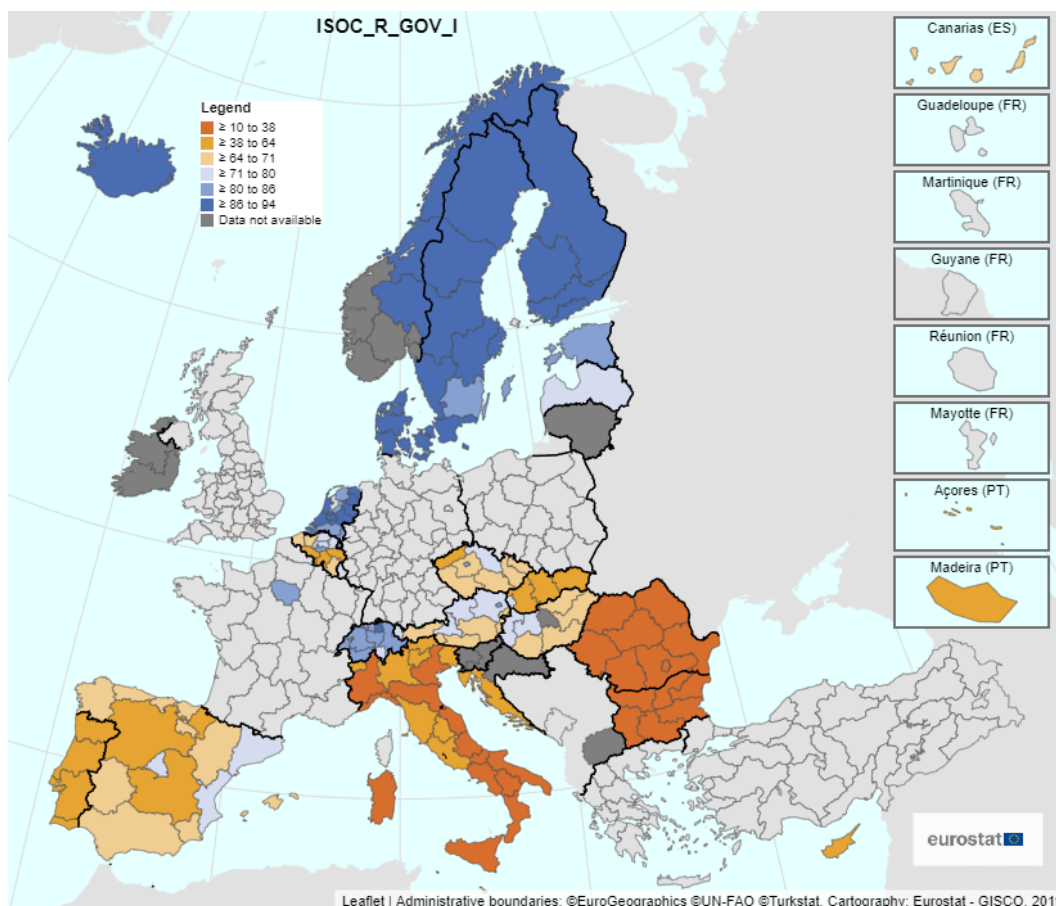 ISOC_R_GOV_I
Legend
≥ 10 to 38
≥ 38 to 64
≥ 64 to 71
≥ 71 to 80
≥ 80 to 86
≥ 86 to 94
Data not available
Canarias (ES)
Guadeloupe (FR)
Martinique (FR)
Guyane (FR)
Réunion (FR)
Mayotte (FR)
Açores (PT)
Madeira (PT)
eurostat
Leaflet | Administrative boundaries: ©EuroGeographics ©UN-FAO ©Turkstat, Cartography: Eurostat - GISCO, 201